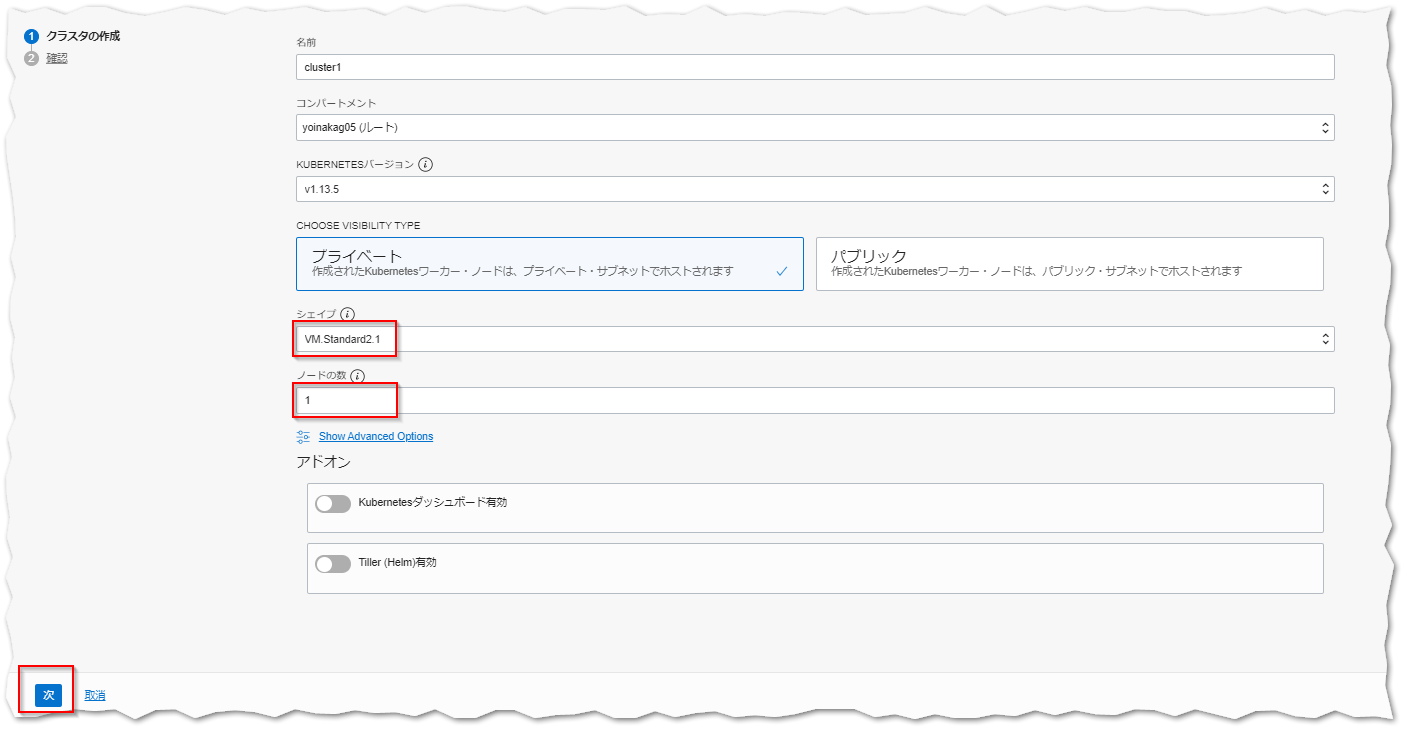 1 クラスタの作成
2 確認
名前
cluster1
コンパートメント
yoinakag05 (ルート)
KUBERNETESバージョン i
v1.13.5
CHOOSE VISIBILITY TYPE
プライベート
作成されたKubernetesワーカー・ノードは、プライベート・サブネットでホストされます
パブリック
作成されたKubernetesワーカー・ノードは、パブリック・サブネットでホストされます
シェイプ i
VM.Standard2.1
ノードの数 i
1
Show Advanced Options
アドオン
Kubernetesダッシュボード有効
Tiller (Helm)有効
次 取消